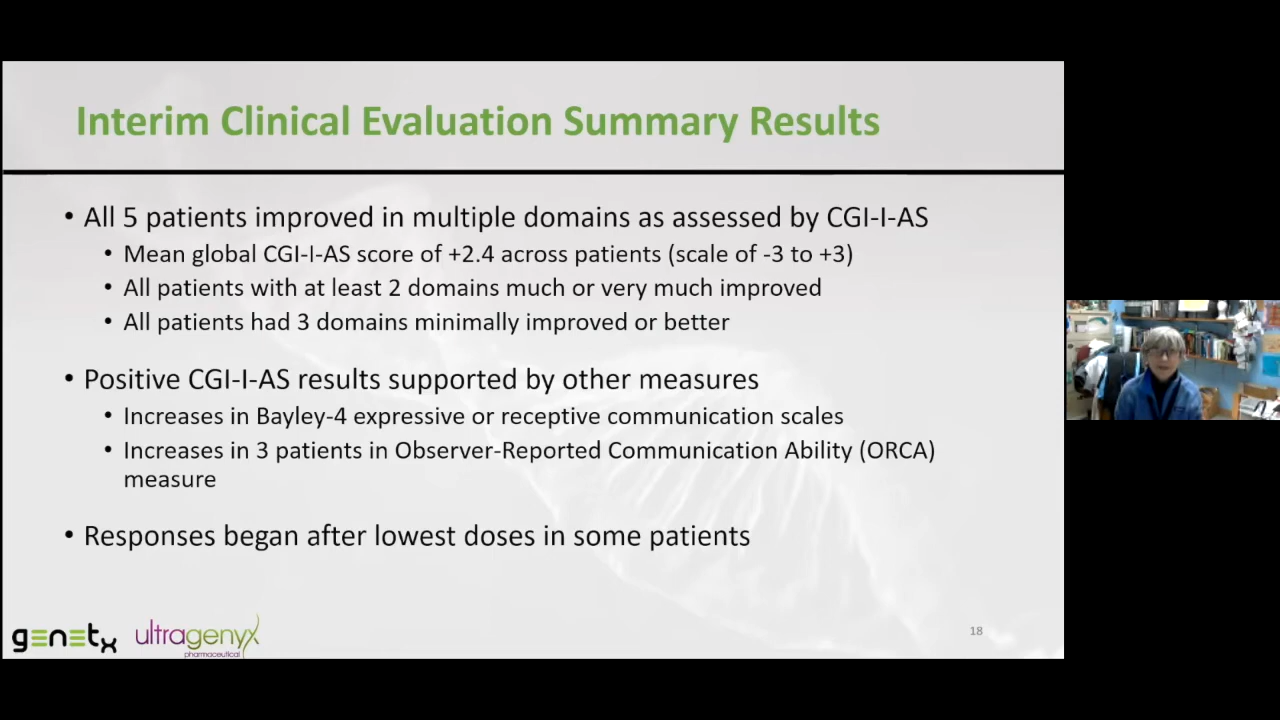 Interim Clinical Evaluation Summary Results
• All 5 patients improved in multiple domains as assessed by CGI-I-AS
• Mean global CGI-I-AS score of +2.4 across patients (scale of -3 to +3)
• All patients with at least 2 domains much or very much improved
• All patients had 3 domains minimally improved or better
• Positive CGI-I-AS results supported by other measures
• Increases in Bayley-4 expressive or receptive communication scales
• Increases in 3 patients in Observer-Reported Communication Ability (ORCA)
measure
• Responses began after lowest doses in some patients
genetx
ultragenyx
pharmaceutical
18